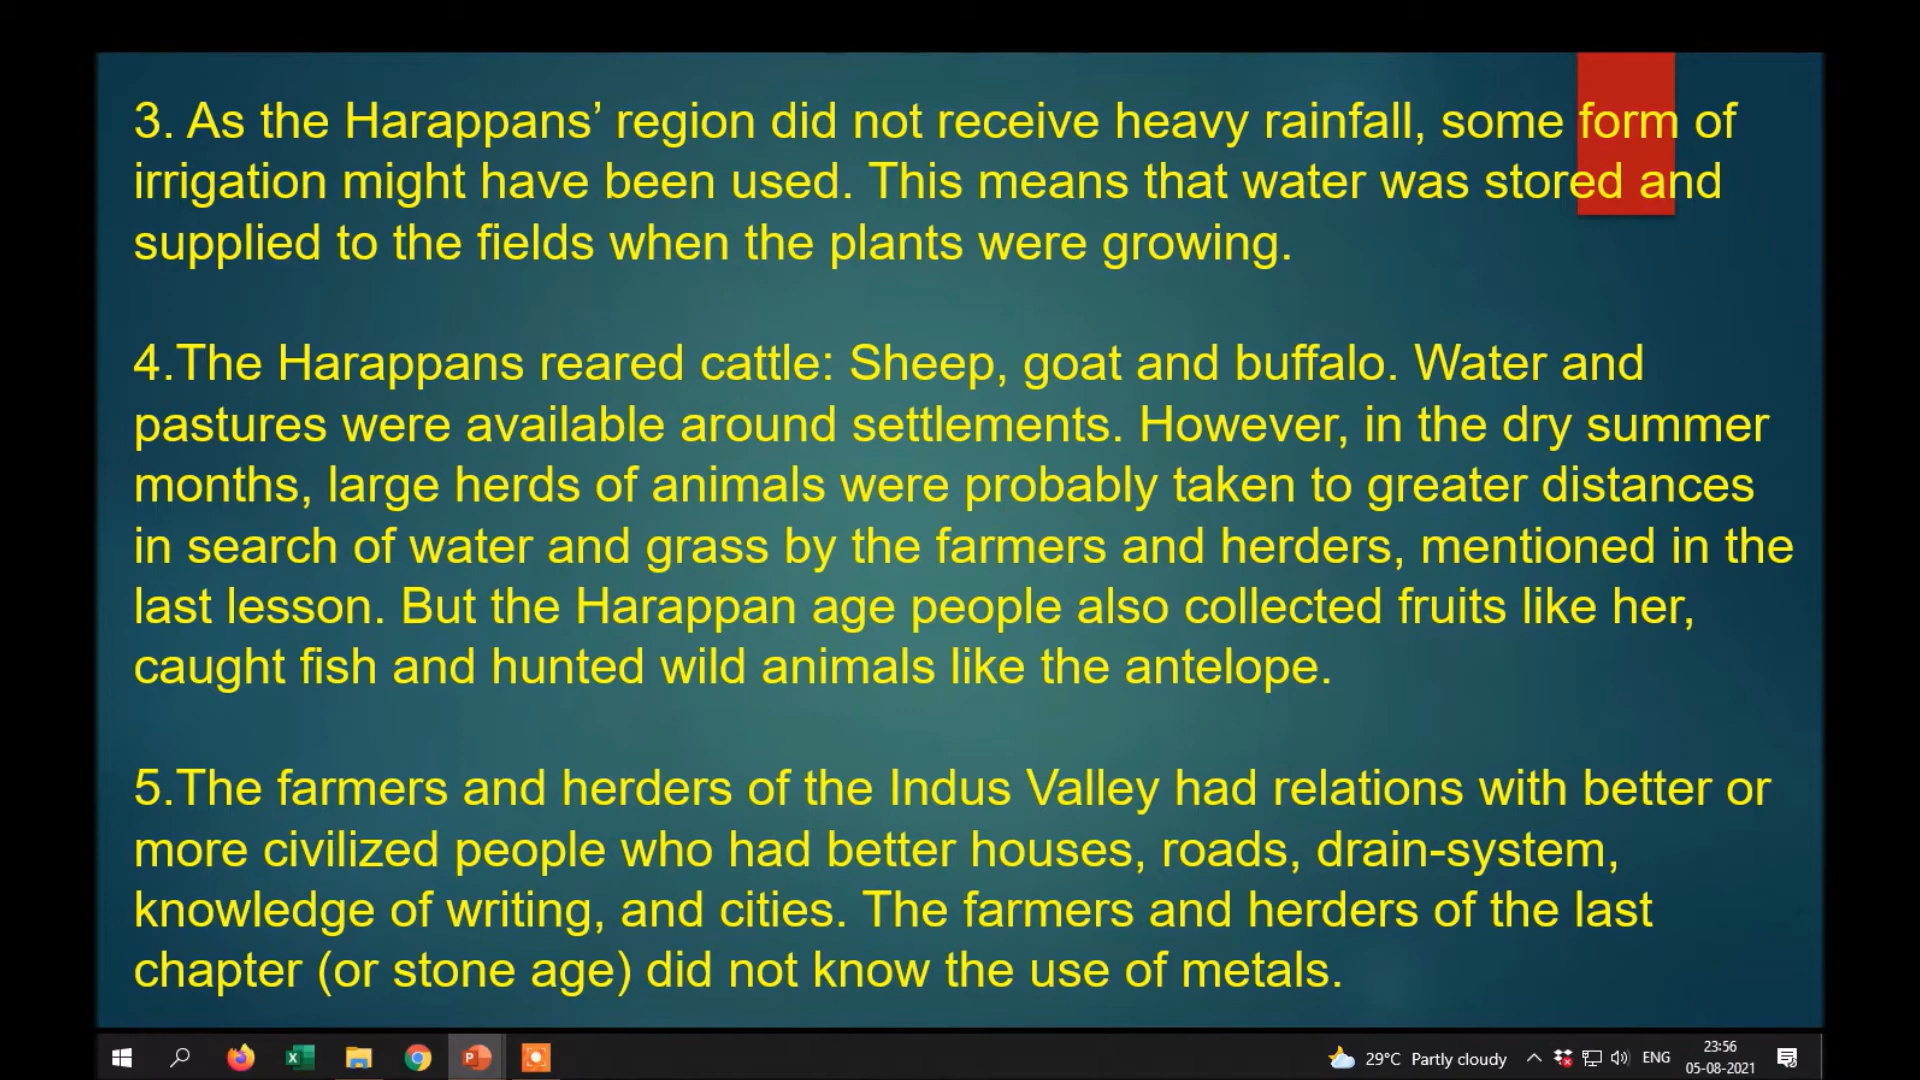 3. As the Harappans’ region did not receive heavy rainfall, some form of
irrigation might have been used. This means that water was stored and
supplied to the fields when the plants were growing.
4.The Harappans reared cattle: Sheep, goat and buffalo. Water and
pastures were available around settlements. However, in the dry summer
months, large herds of animals were probably taken to greater distances
in search of water and grass by the farmers and herders, mentioned in the
last lesson. But the Harappan age people also collected fruits like her,
caught fish and hunted wild animals like the antelope.
5.The farmers and herders of the Indus Valley had relations with better or
more civilized people who had better houses, roads, drain-system,
knowledge of writing, and cities. The farmers and herders of the last
chapter (or stone age) did not know the use of metals.
29°C Partly cloudy
ENG
23:56
05-08-2021